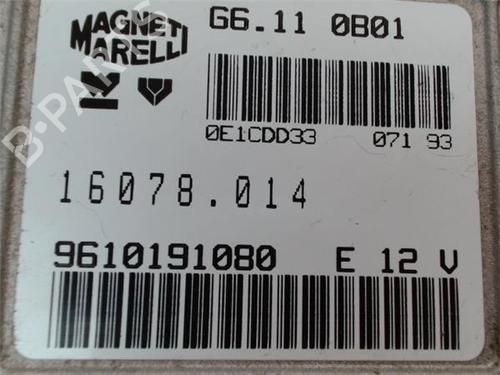 MAGNETI MARELLI
G6.11 0B01
0E1CDD33 071 93
16078.014
9610191080 E 12 V
B-PARTS